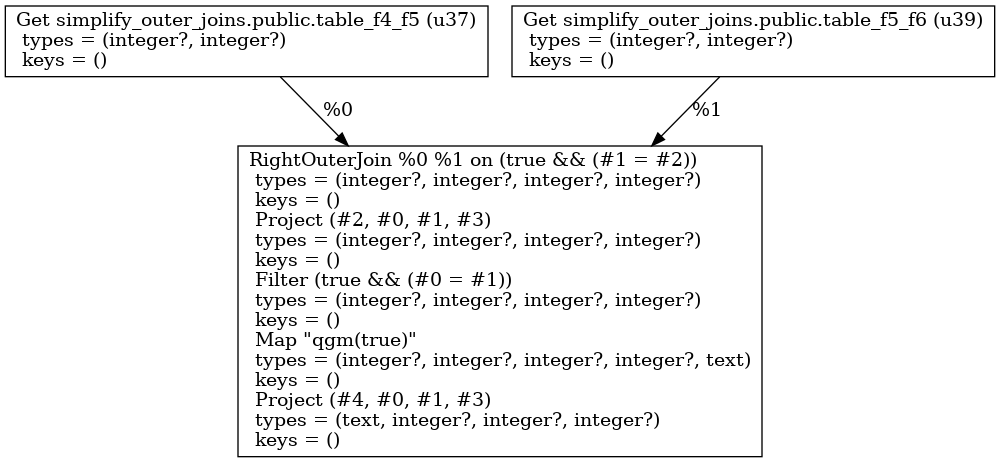 Get simplify_outer_joins.public.table_f4_f5 (u37)
types = (integer?, integer?)
keys = ()
Get simplify_outer_joins.public.table_f5_f6 (u39)
types = (integer?, integer?)
keys = ()
%0
%1
RightOuterJoin %0 %1 on (true && (#1 = #2))
types = (integer?, integer?, integer?, integer?)
keys = ()
Project (#2, #0, #1, #3)
types = (integer?, integer?, integer?, integer?)
keys = ()
Filter (true && (#0 = #1))
types = (integer?, integer?, integer?, integer?)
keys = ()
Map "qgm(true)"
types = (integer?, integer?, integer?, integer?, text)
keys = ()
Project (#4, #0, #1, #3)
types = (text, integer?, integer?, integer?)
keys = ()